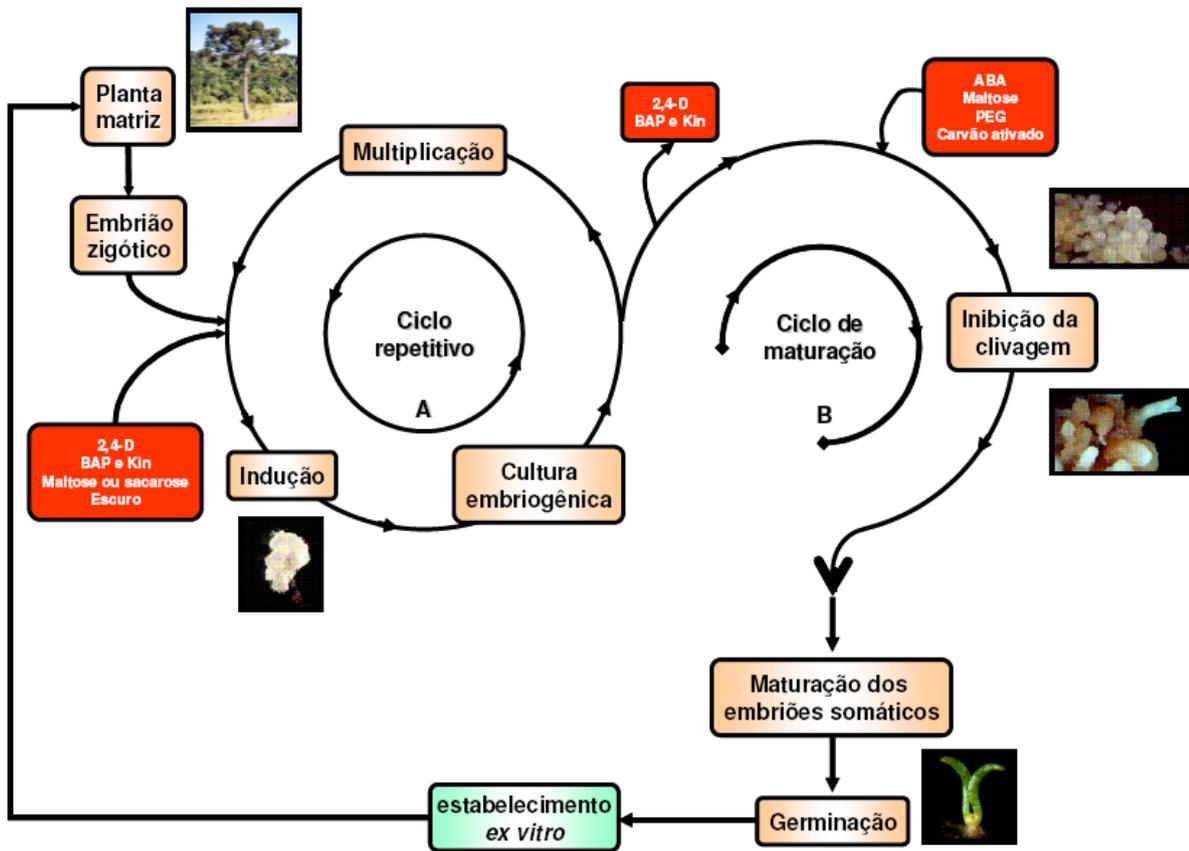 Planta
matriz
Embrião
zigótico
2,4-D
BAP e Kin
Maltose ou sacarose
Escuro
Multiplicação
Ciclo
repetitivo
A
Indução
Cultura
embriogênica
2,4-D
BAP e Kin
ABA
Maltose
PEG
Carvão ativado
Ciclo de
maturação
B
Inibição da
clivagem
Maturação dos
embriões somáticos
Germinação
estabelecimento
ex vitro